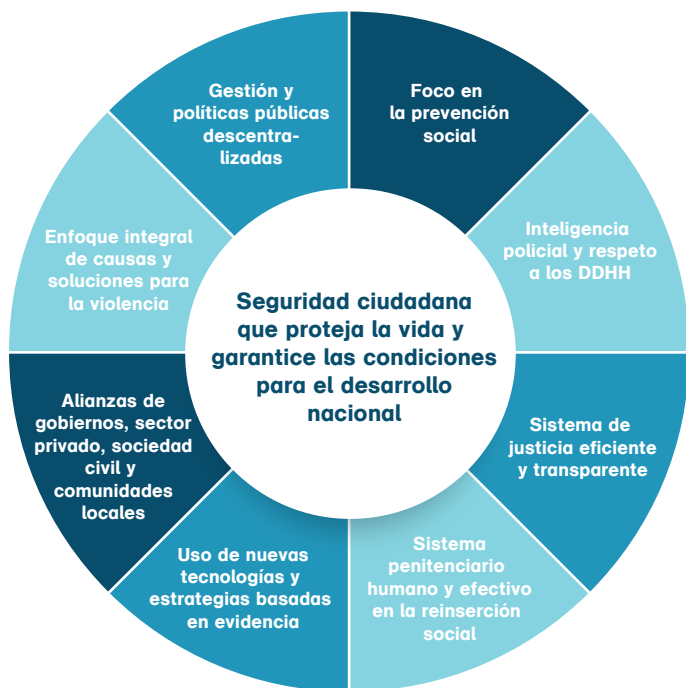 Gestión y
políticas públicas
descentra-
lizadas
Foco en
la prevención
social
Inteligencia
policial y respeto
a los DDHH
Sistema de
justicia eficiente
y transparente
Sistema
penitenciario
humano y efectivo
en la reinserción
social
Uso de nuevas
tecnologías y
estrategias basadas
en evidencia
Alianzas de
gobiernos, sector
privado, sociedad
civil y
comunidades
locales
Enfoque integral
de causas y
soluciones para
la violencia
Seguridad ciudadana
que proteja la vida y
garantice las condiciones
para el desarrollo
nacional